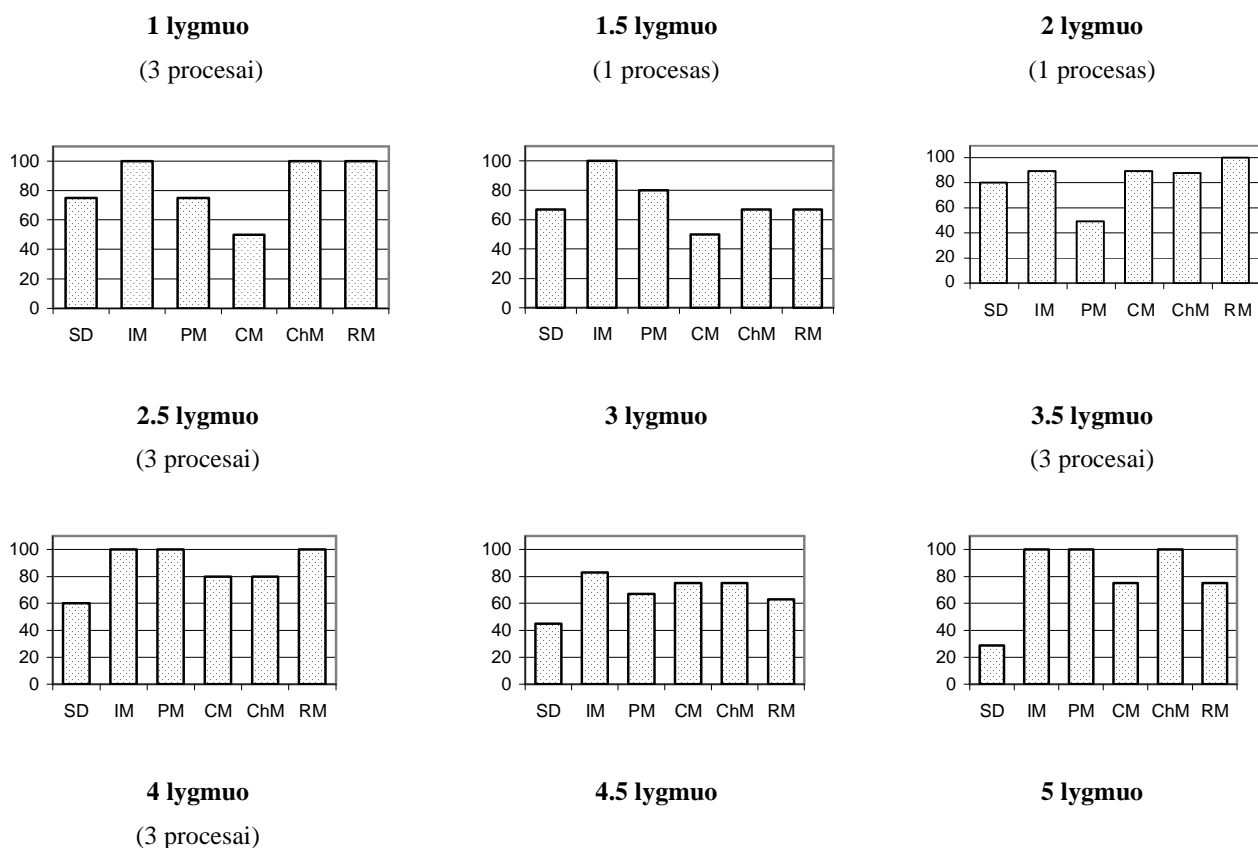 1 lygmuo 1.5 lygmuo 2 lygmuo
(3 procesai) (1 procesas) (1 procesas)
100 100 100
80 80 80
60 60 60
40 40 40
20 20 20
0 0 0
SD IM PM CM ChM RM SD IM PM CM ChM RM SD IM PM CM ChM RM
2.5 lygmuo 3 lygmuo 3.5 lygmuo
(3 procesai) (3 procesai)
100 100 100
80 80 80
60 60 60
40 40 40
20 20 20
0 0 0
SD IM PM CM ChM RM SD IM PM CM ChM RM SD IM PM CM ChM RM
4 lygmuo 4.5 lygmuo 5 lygmuo
(3 procesai)